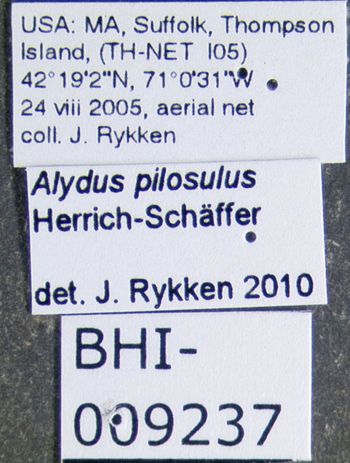 USA: MA, Suffolk, Thompson
Island, (TH-NET I05)
42°19'2"N, 71°0'31"W
24 viii 2005, aerial net
coll. J. Rykken
Alydus pilosulus
Herrich-Schäffer
det. J. Rykken 2010
BHI-
009237